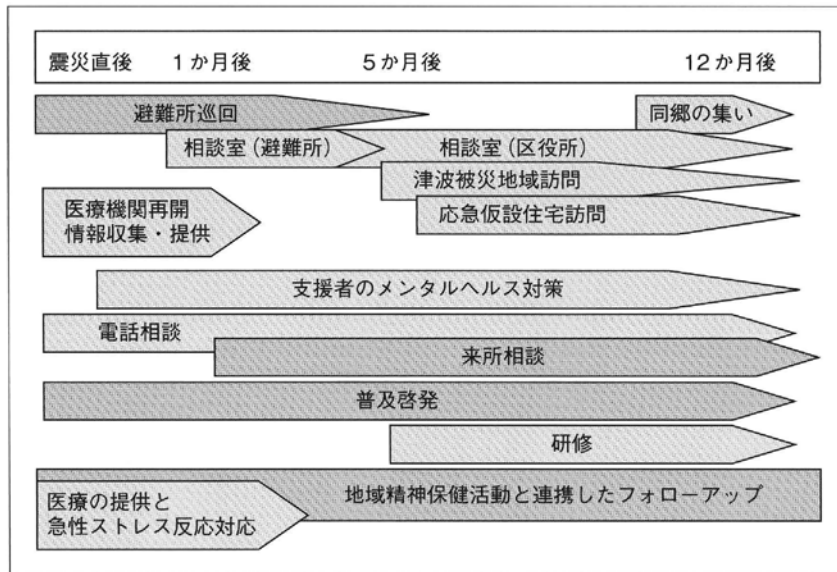 震災直後 1か月後 5か月後 12か月後
避難所巡回
同郷の集い
相談室（避難所）
相談室（区役所）
津波被災地域訪問
医療機関再開
情報収集・提供
応急仮設住宅訪問
支援者のメンタルヘルス対策
電話相談
来所相談
普及啓発
研修
地域精神保健活動と連携したフォローアップ
医療の提供と
急性ストレス反応対応